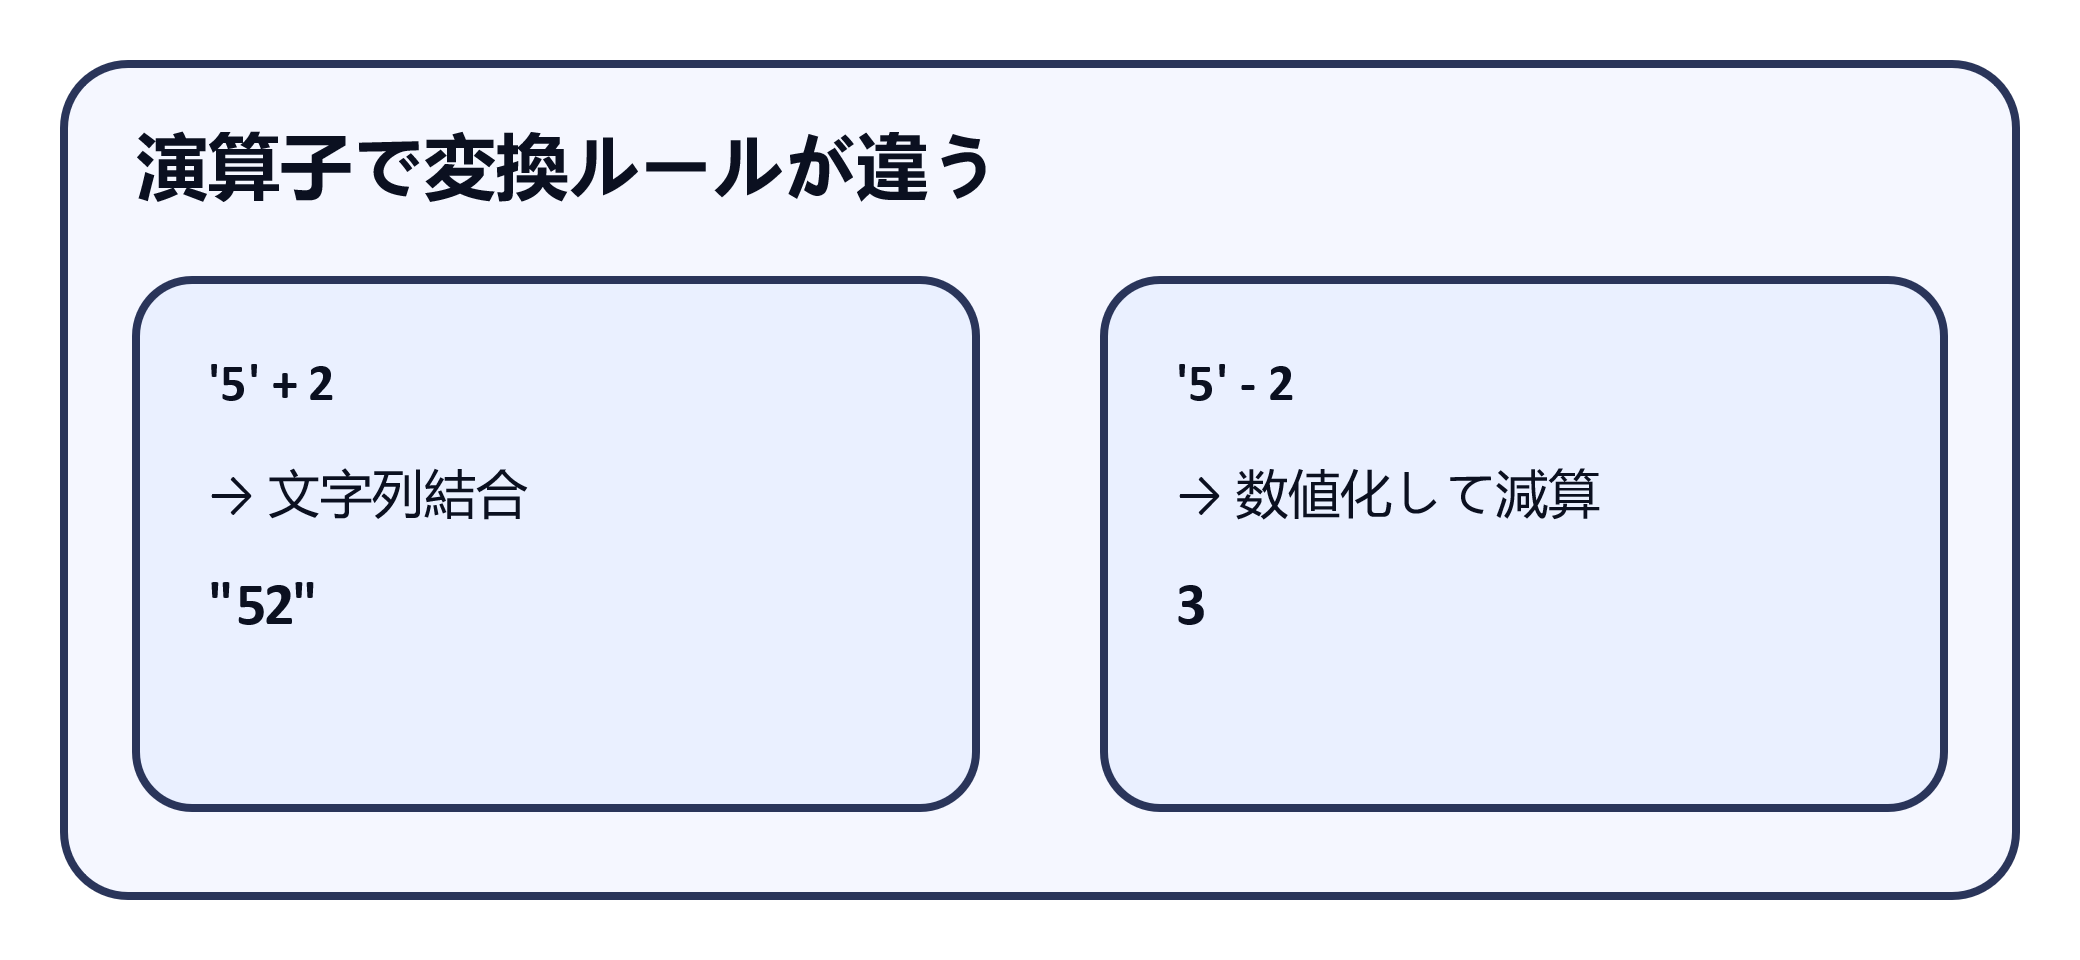 演算子で変換ルールが違う
'5' + 2
→ 文字列結合
"52"
'5' - 2
→ 数値化して減算
3